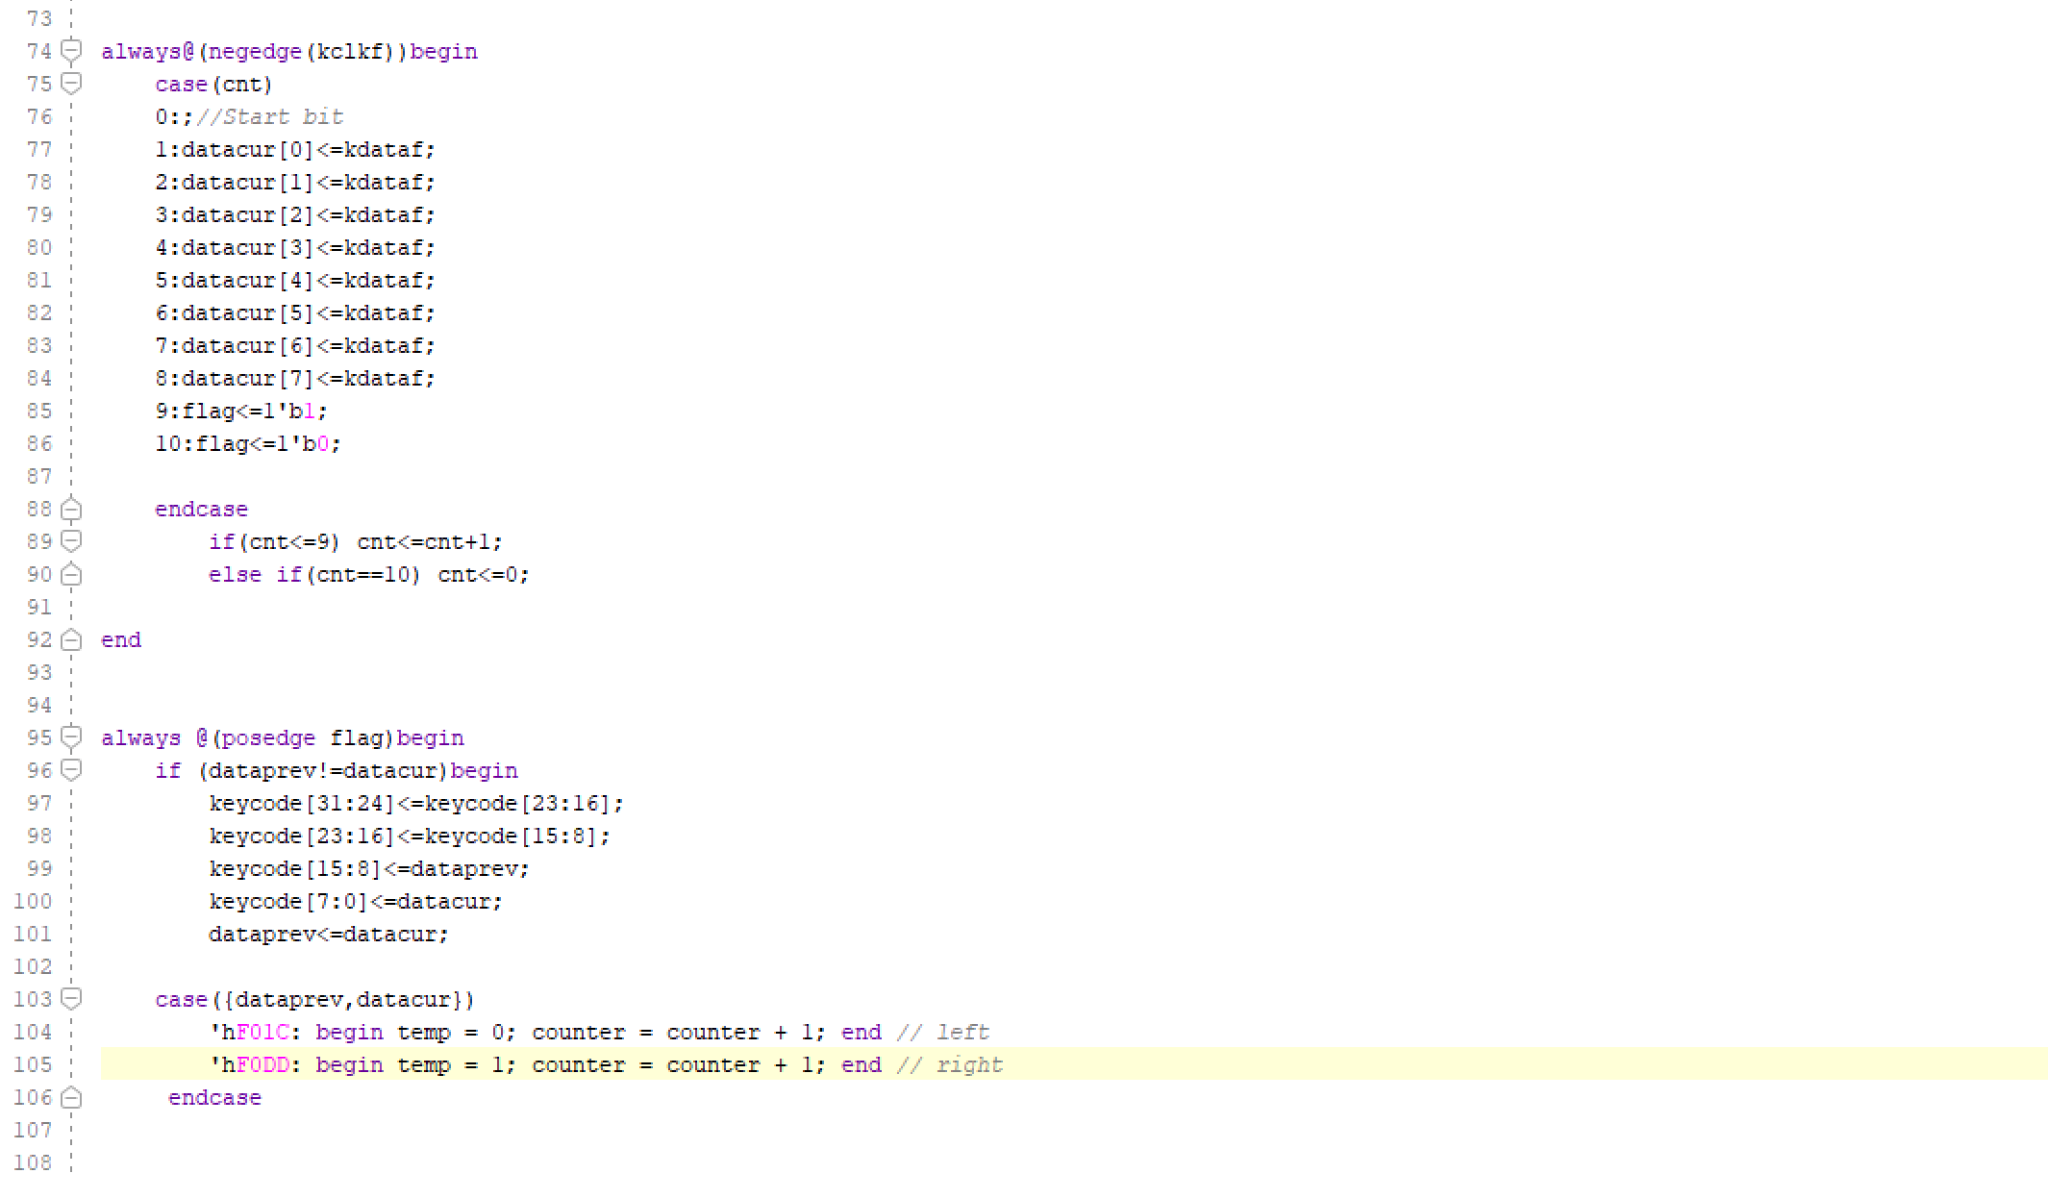 73
74 always@(negedge(kclkf))begin
75 case(cnt)
76 0:;//Start bit
77 1:datacur[0]<=kdataf;
78 2:datacur[1]<=kdataf;
79 3:datacur[2]<=kdataf;
80 4:datacur[3]<=kdataf;
81 5:datacur[4]<=kdataf;
82 6:datacur[5]<=kdataf;
83 7:datacur[6]<=kdataf;
84 8:datacur[7]<=kdataf;
85 9:flag<=1'b1;
86 10:flag<=1'b0;
87
88 endcase
89 if(cnt<=9) cnt<=cnt+1;
90 else if(cnt==10) cnt<=0;
91
92 end
93
94
95 always @(posedge flag)begin
96 if (dataprev!=datacur)begin
97 keycode[31:24]<=keycode[23:16];
98 keycode[23:16]<=keycode[15:8];
99 keycode[15:8]<=dataprev;
100 keycode[7:0]<=datacur;
101 dataprev<=datacur;
102
103 case({dataprev,datacur})
104 'hF01C: begin temp = 0; counter = counter + 1; end // left
105 'hF0DD: begin temp = 1; counter = counter + 1; end // right
106 endcase
107
108